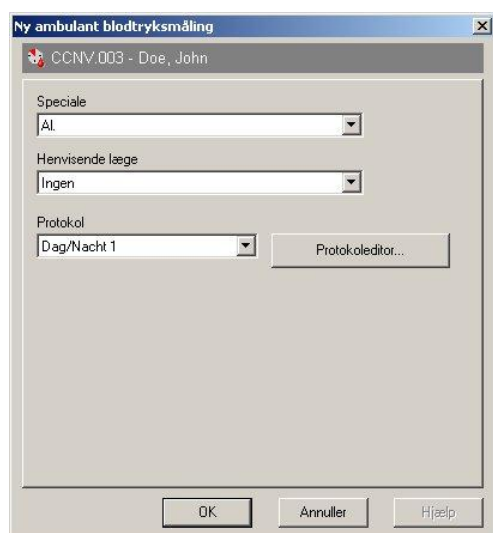 Ny ambulant blodtryksmåling
CCNV.003 - Doe, John
Speciale
Al.
Henvisende læge
Ingen
Protokol
Dag/Nacht 1
Protokoleditor...
OK
Annuller
Hjælp